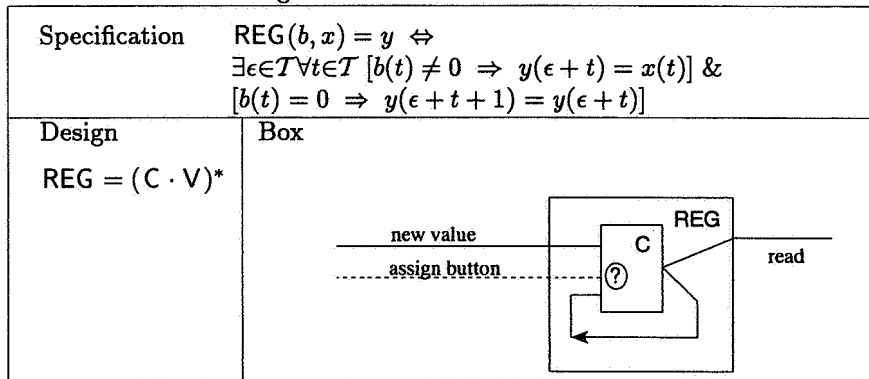 Specification REG(b, x) = y ⇔
∃ϵ∈𝒯∀t∈𝒯 [b(t) ≠ 0 ⇒ y(ϵ + t) = x(t)] &
[b(t) = 0 ⇒ y(ϵ + t + 1) = y(ϵ + t)]
Design Box
REG = (C · V)*
REG
new value
C
read
assign button
?